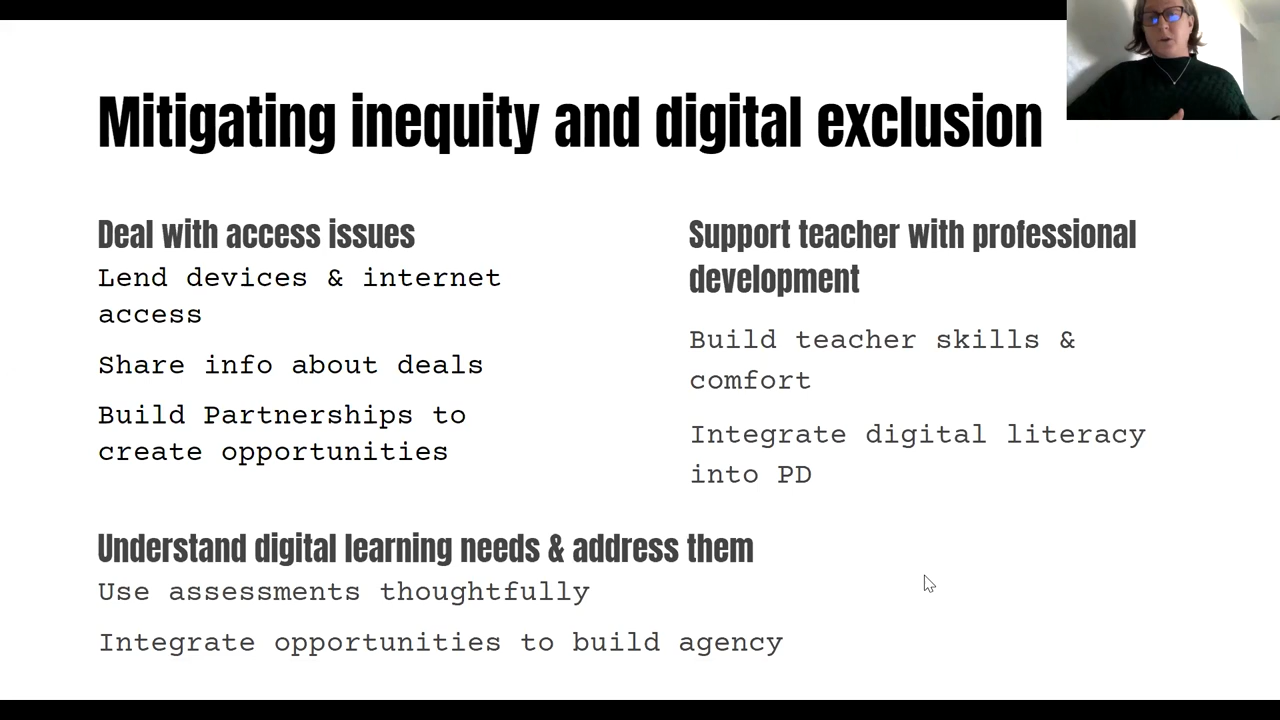 Mitigating inequity and digital exclusion
Deal with access issues
Lend devices & internet
access
Share info about deals
Build Partnerships to
create opportunities
Support teacher with professional
development
Build teacher skills &
comfort
Integrate digital literacy
into PD
Understand digital learning needs & address them
Use assessments thoughtfully
Integrate opportunities to build agency